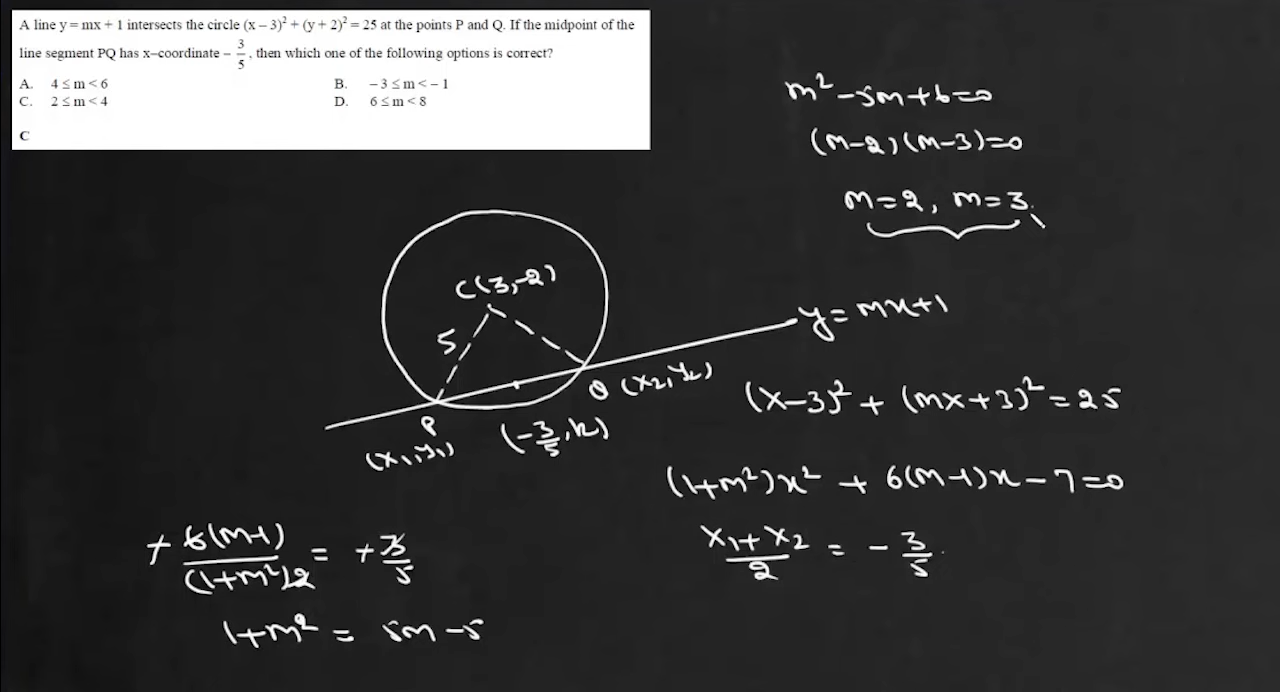 A line y = mx + 1 intersects the circle (x – 3)² + (y + 2)² = 25 at the points P and Q. If the midpoint of the
line segment PQ has x–coordinate – 3/5, then which one of the following options is correct?
A. 4 ≤ m < 6 B. – 3 ≤ m < – 1
C. 2 ≤ m < 4 D. 6 ≤ m < 8
C
m² – 5m + 6 = 0
(m – 2) (m – 3) = 0
m = 2, m = 3.
C(3, –2)
5
y = mx + 1
Q (x₂, y₂)
P
(x₁, y₁)
(–3/5, k)
(x – 3)² + (mx + 3)² = 25
(1 + m²)x² + 6(m – 1)x – 7 = 0
(x₁ + x₂)/2 = – 3/5
+ 6(m – 1)/(1 + m²)2 = + 3/5
1 + m² = 5m – 5